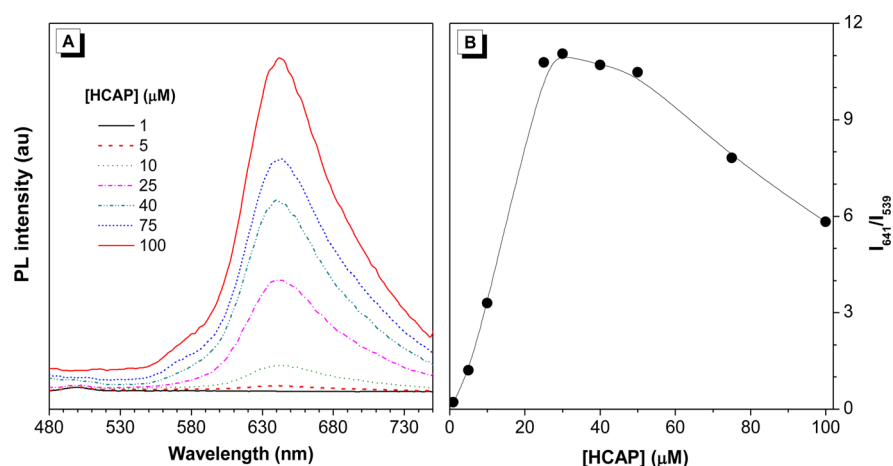 A
[HCAP] (μM)
1
5
10
25
40
75
100
PL intensity (au)
480 530 580 630 680 730
Wavelength (nm)
B
12
9
6
3
0
I641/I539
0 20 40 60 80 100
[HCAP] (μM)